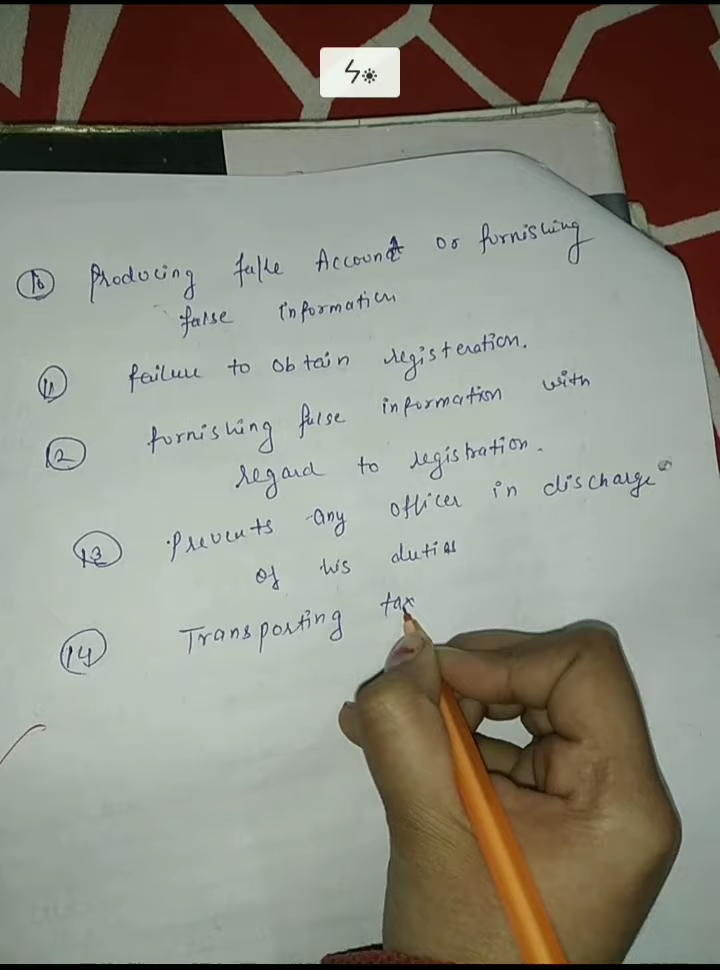 10 Producing fake Account or furnishing
false information
11 failure to obtain registeration.
12 furnishing false information with
regard to registration.
13 Prevents any officer in discharge
of his duties
14 Transporting tax